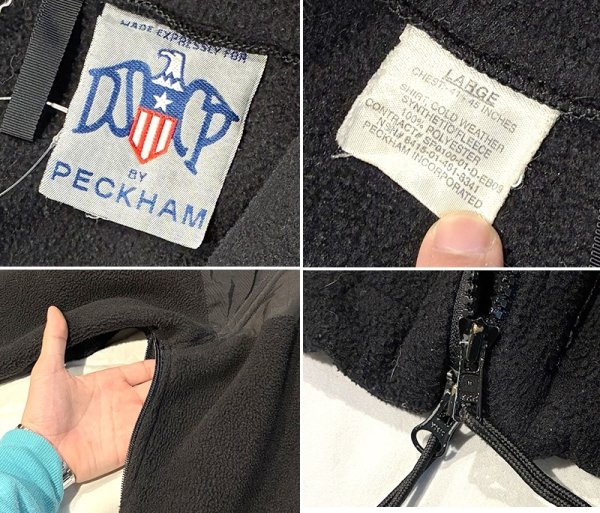 MADE EXPRESSLY FOR
DSCP
BY
PECKHAM
LARGE
CHEST: 41 - 45 INCHES
SHIRT, COLD WEATHER
SYNTHETIC/FLEECE
100% POLYESTER
PECKHAM INCORPORATED